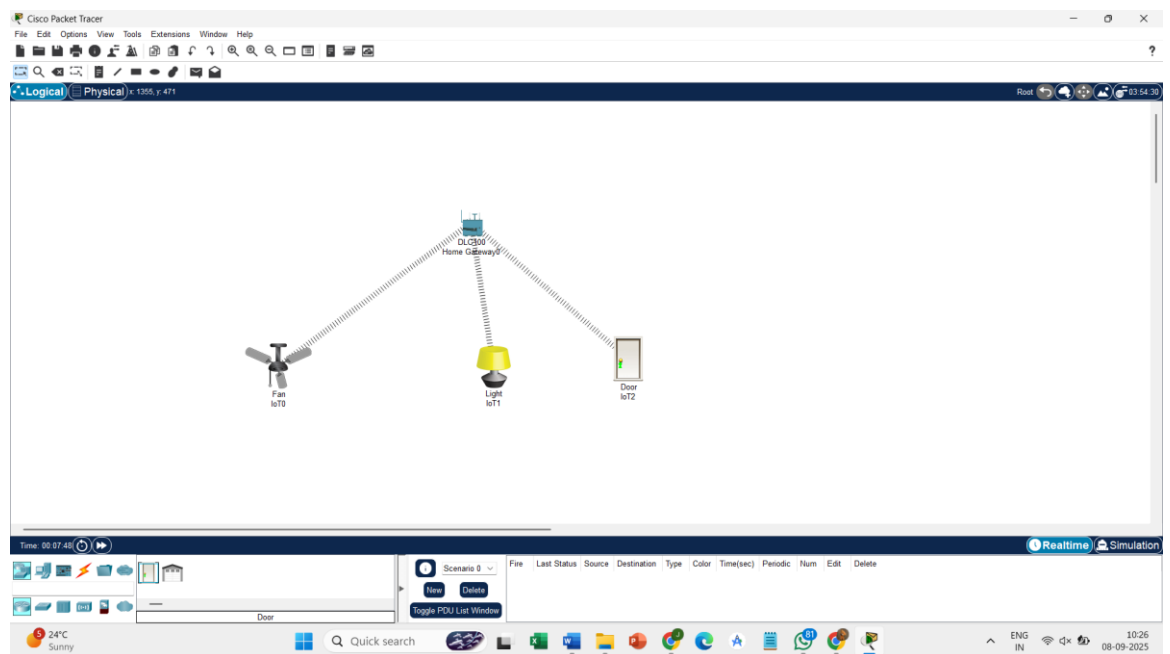 Cisco Packet Tracer
File Edit Options View Tools Extensions Window Help
?
Logical Physical x: 1355, y: 471 Root 03:54:30
DLC100
Home Gateway0
Fan
IoT0
Light
IoT1
Door
IoT2
Time: 00:07:48 Realtime Simulation
Scenario 0 Fire Last Status Source Destination Type Color Time(sec) Periodic Num Edit Delete
New Delete
Toggle PDU List Window
Door
5 24°C
Sunny
Quick search
81
ENG
IN
10:26
08-09-2025